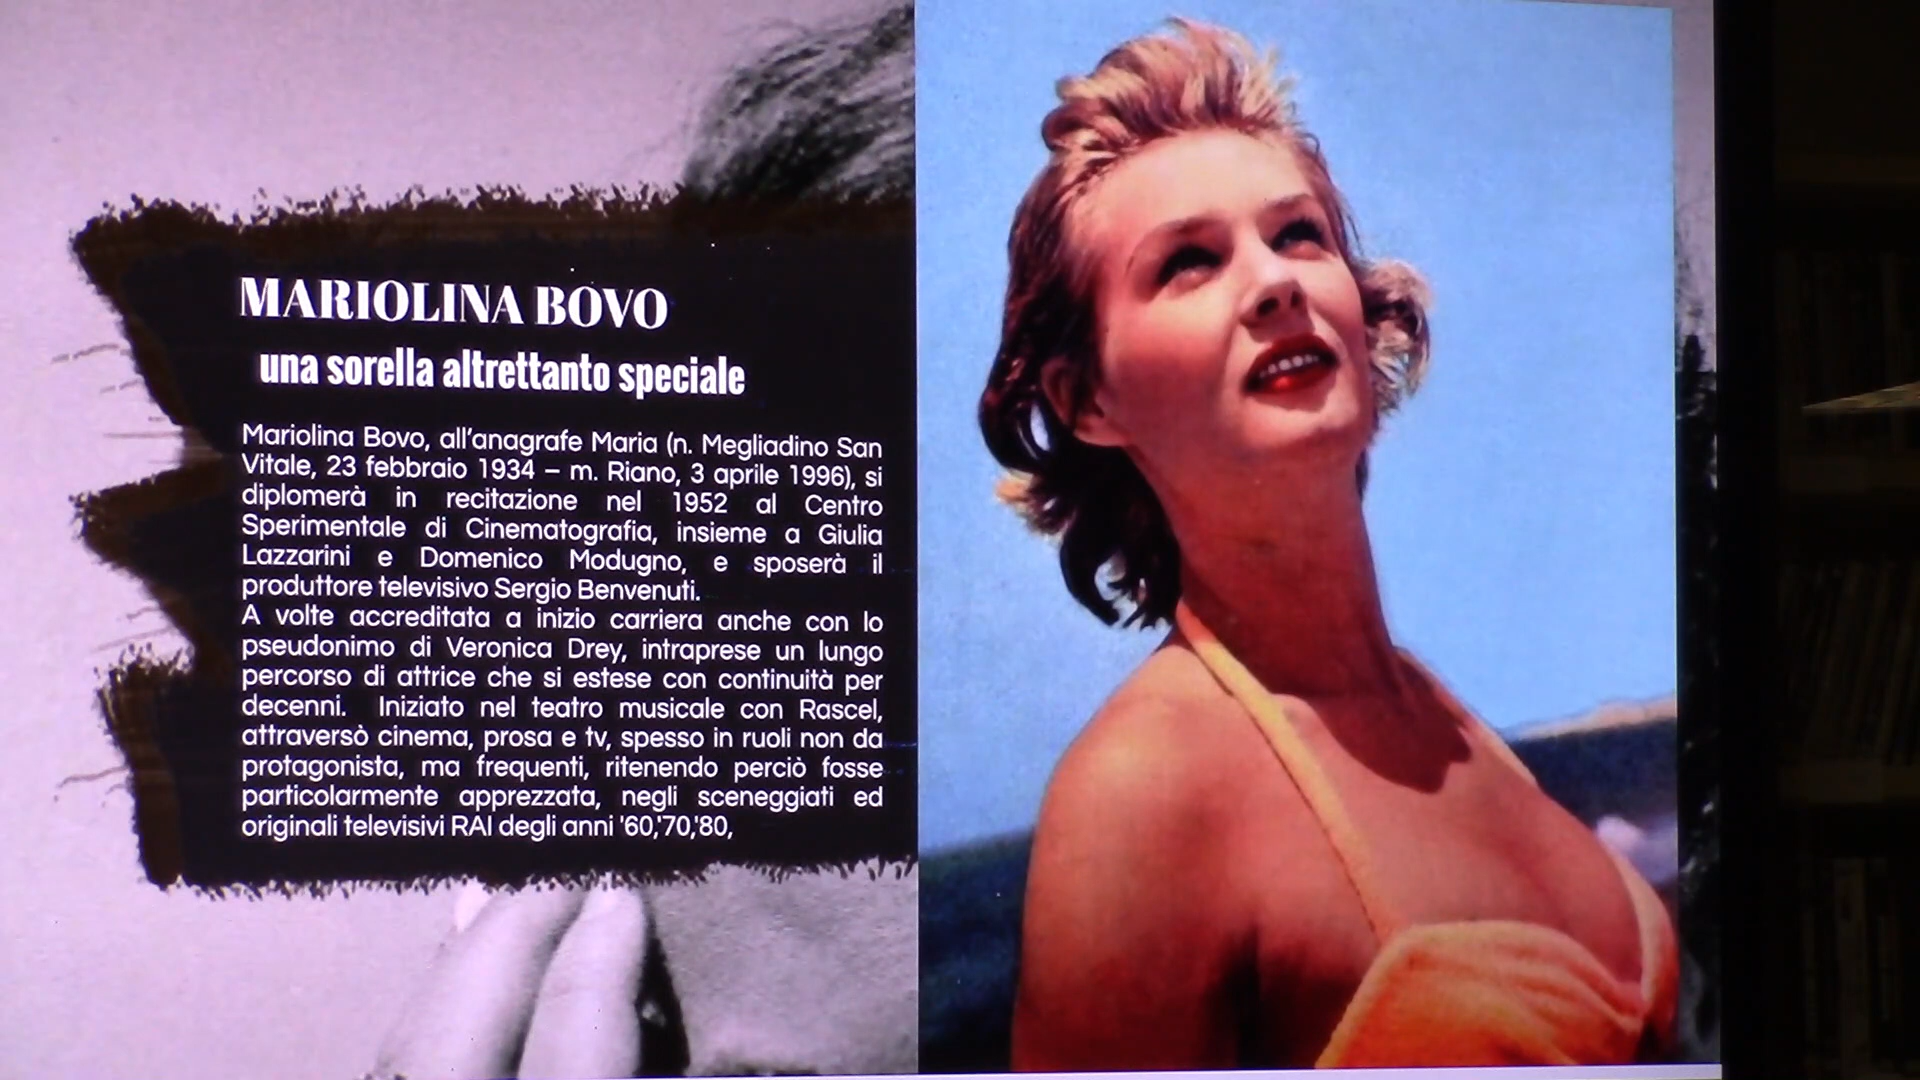 MARIOLINA BOVO
una sorella altrettanto speciale
Mariolina Bovo, all'anagrafe Maria (n. Megliadino San
Vitale, 23 febbraio 1934 – m. Riano, 3 aprile 1996), si
diplomerà in recitazione nel 1952 al Centro
Sperimentale di Cinematografia, insieme a Giulia
Lazzarini e Domenico Modugno, e sposerà il
produttore televisivo Sergio Benvenuti.
A volte accreditata a inizio carriera anche con lo
pseudonimo di Veronica Drey, intraprese un lungo
percorso di attrice che si estese con continuità per
decenni. Iniziato nel teatro musicale con Rascel,
attraversò cinema, prosa e tv, spesso in ruoli non da
protagonista, ma frequenti, ritenendo perciò fosse
particolarmente apprezzata, negli sceneggiati ed
originali televisivi RAI degli anni '60,'70,'80,